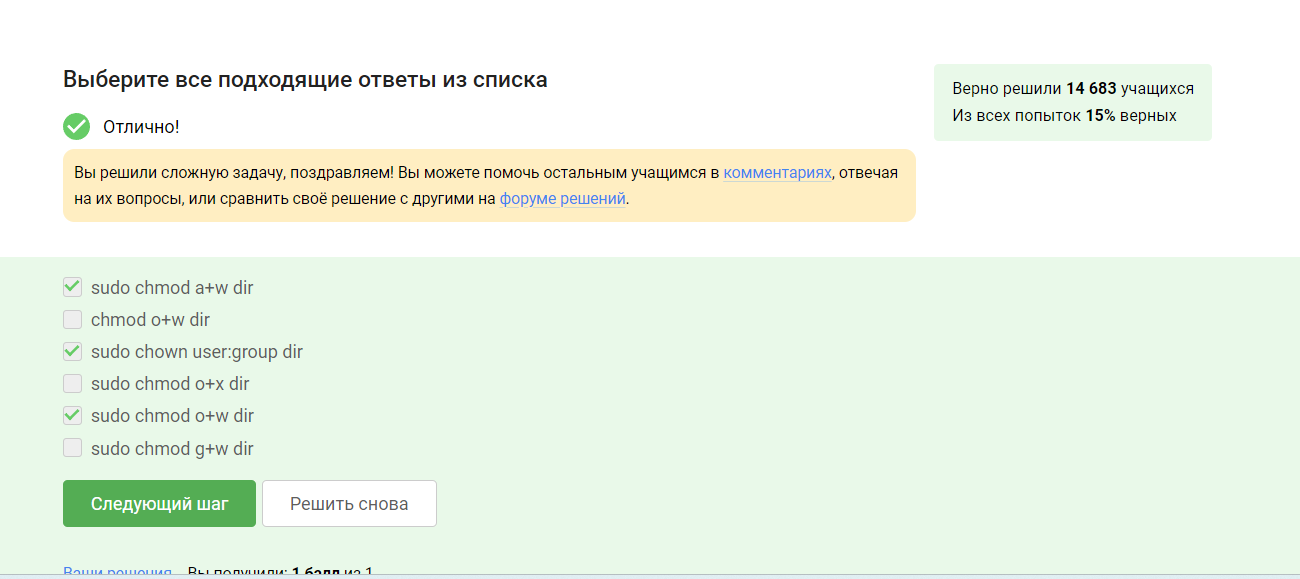 Выберите все подходящие ответы из списка
Верно решили 14 683 учащихся
Из всех попыток 15% верных
Отлично!
Вы решили сложную задачу, поздравляем! Вы можете помочь остальным учащимся в комментариях, отвечая
на их вопросы, или сравнить своё решение с другими на форуме решений.
sudo chmod a+w dir
chmod o+w dir
sudo chown user:group dir
sudo chmod o+x dir
sudo chmod o+w dir
sudo chmod g+w dir
Следующий шаг
Решить снова
Ваши решения Вы получили: 1 балл из 1